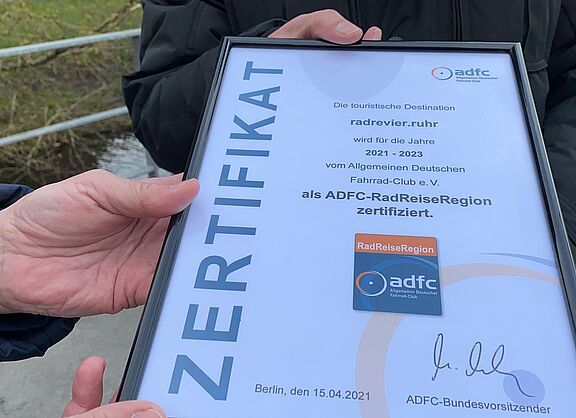 ZERTIFIKAT
adfc
Allgemeiner Deutscher
Fahrrad-Club
Die touristische Destination
radrevier.ruhr
wird für die Jahre
2021 - 2023
vom Allgemeinen Deutschen
Fahrrad-Club e. V.
als ADFC-RadReiseRegion
zertifiziert.
RadReiseRegion
adfc
Allgemeiner Deutscher
Fahrrad-Club
Berlin, den 15.04.2021
ADFC-Bundesvorsitzender